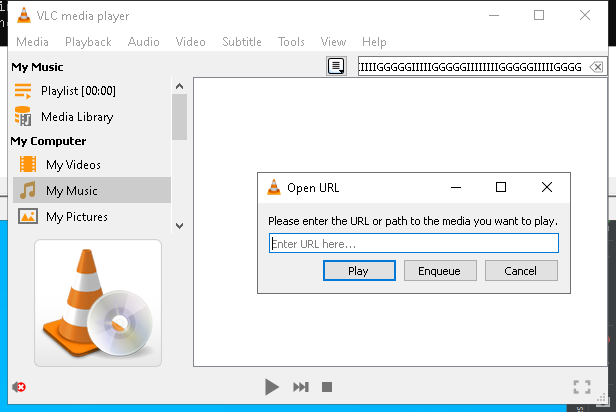 VLC media player
Media Playback Audio Video Subtitle Tools View Help
My Music
IIIIGGGGGIIIIIGGGGGIIIIIIIIGGGGGIIIIIGGGG
Playlist [00:00]
Media Library
My Computer
My Videos
My Music
My Pictures
Open URL
Please enter the URL or path to the media you want to play.
Enter URL here...
Play Enqueue Cancel